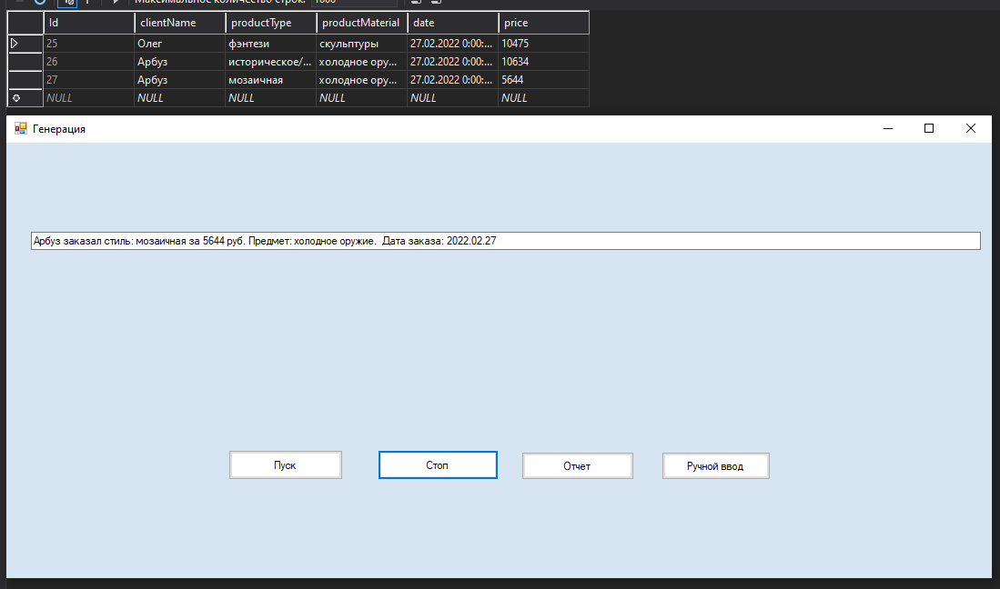 Максимальное количество строк: 1000
Id clientName productType productMaterial date price
25 Олег фэнтези скульптуры 27.02.2022 0:00:... 10475
26 Арбуз историческое/... холодное ору... 27.02.2022 0:00:... 10634
27 Арбуз мозаичная холодное ору... 27.02.2022 0:00:... 5644
NULL NULL NULL NULL NULL NULL
Генерация
Арбуз заказал стиль: мозаичная за 5644 руб. Предмет: холодное оружие.  Дата заказа: 2022.02.27
Пуск Стоп Отчет Ручной ввод